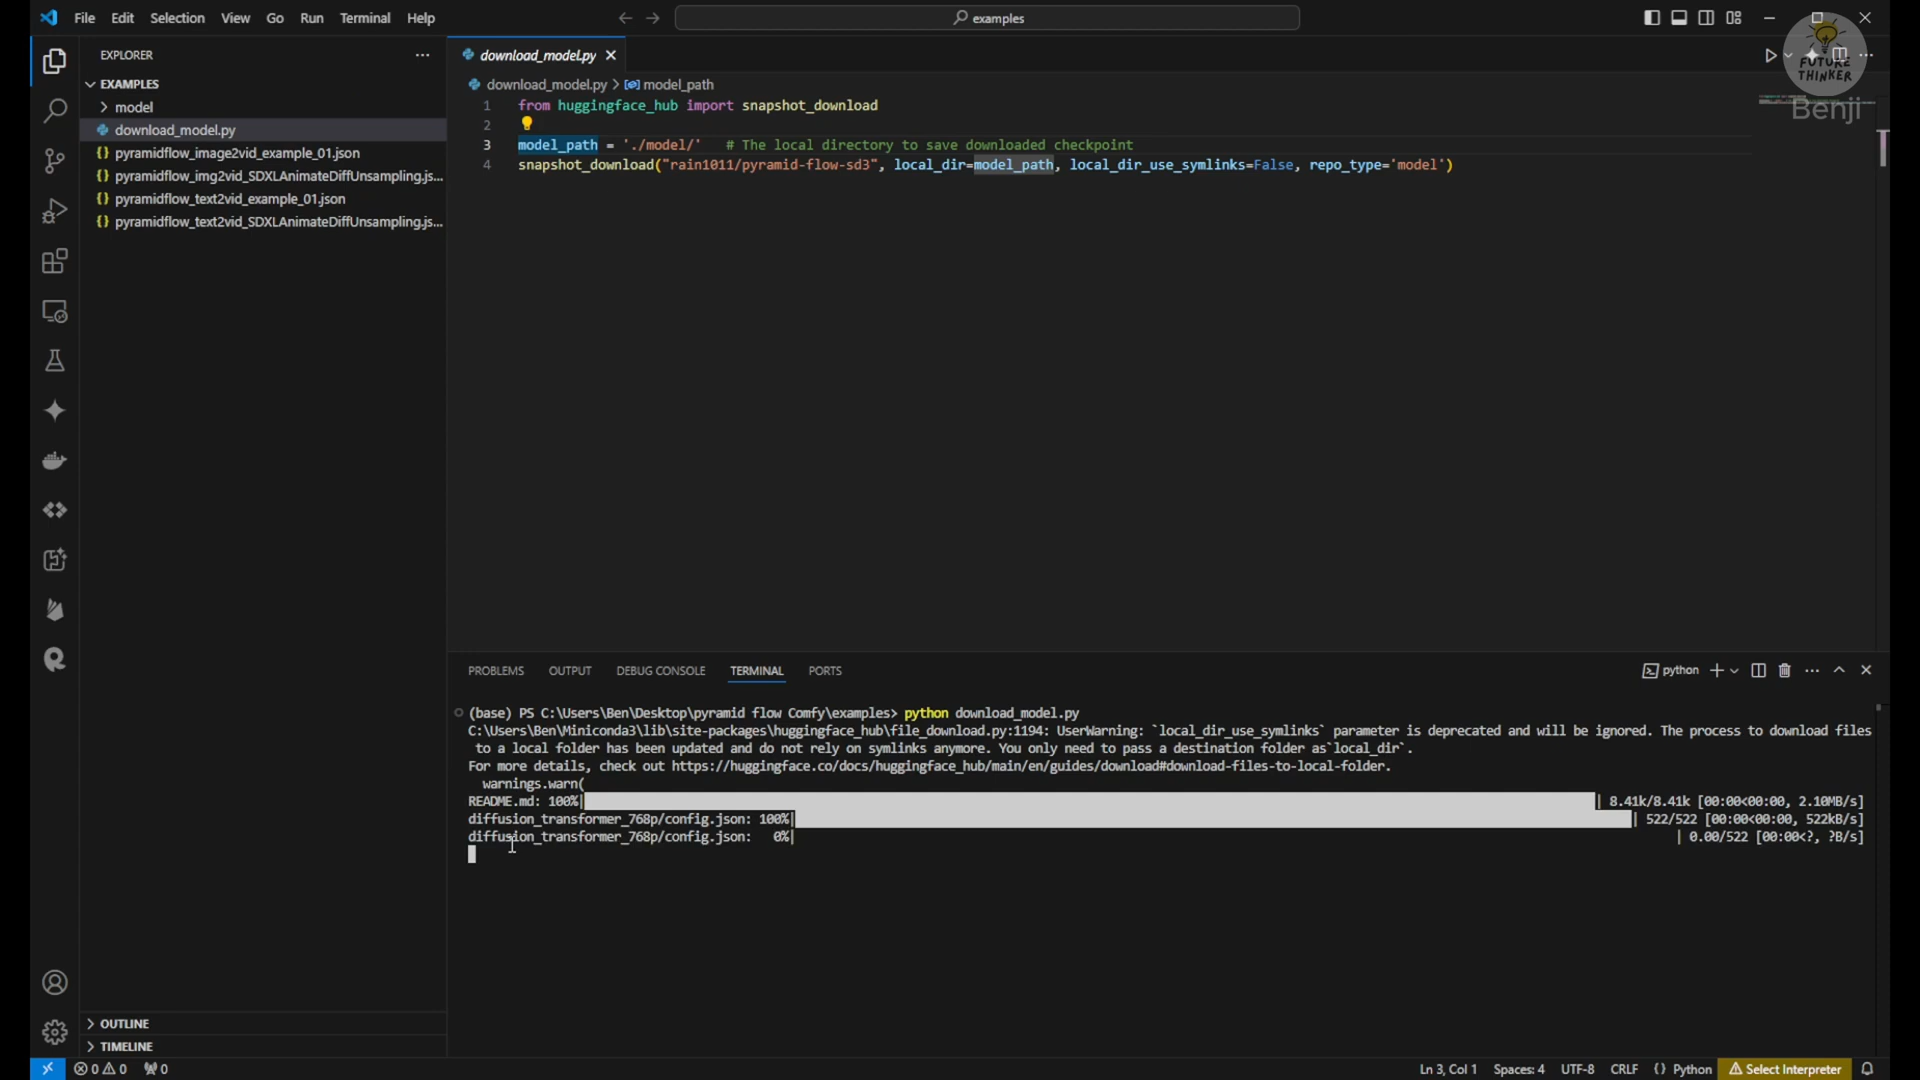 File Edit Selection View Go Run Terminal Help
examples
EXPLORER
EXAMPLES
model
download_model.py
pyramidflow_image2vid_example_01.json
pyramidflow_img2vid_SDXLAnimateDiffUnsampling.js...
pyramidflow_text2vid_example_01.json
pyramidflow_text2vid_SDXLAnimateDiffUnsampling.js...
OUTLINE
TIMELINE
download_model.py
FUTURE
THINKER
Benji
download_model.py > model_path
1 from huggingface_hub import snapshot_download
2
3 model_path = './model/' # The local directory to save downloaded checkpoint
4 snapshot_download("rain1011/pyramid-flow-sd3", local_dir=model_path, local_dir_use_symlinks=False, repo_type='model')
PROBLEMS OUTPUT DEBUG CONSOLE TERMINAL PORTS
python
(base) PS C:\Users\Ben\Desktop\pyramid flow Comfy\examples> python download_model.py
C:\Users\Ben\Miniconda3\lib\site-packages\huggingface_hub\file_download.py:1194: UserWarning: `local_dir_use_symlinks` parameter is deprecated and will be ignored. The process to download files
to a local folder has been updated and do not rely on symlinks anymore. You only need to pass a destination folder as`local_dir`.
For more details, check out https://huggingface.co/docs/huggingface_hub/main/en/guides/download#download-files-to-local-folder.
warnings.warn(
README.md: 100%| | 8.41k/8.41k [00:00<00:00, 2.10MB/s]
diffusion_transformer_768p/config.json: 100%| | 522/522 [00:00<00:00, 522kB/s]
diffusion_transformer_768p/config.json: 0%| | 0.00/522 [00:00<?, ?B/s]
0 0 0 Ln 3, Col 1 Spaces: 4 UTF-8 CRLF {} Python Select Interpreter